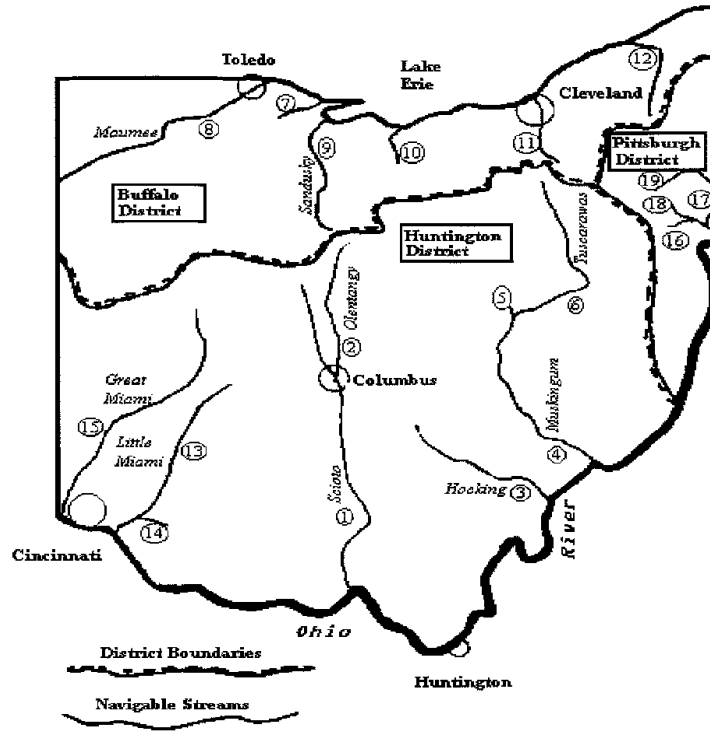 Toledo
Lake
Erie
12
Cleveland
7
Maumee
8
9
10
11
Pittsburgh
District
Sandusky
19
18
17
16
Buffalo
District
Huntington
District
Tuscarawas
5
6
Olentangy
2
Columbus
Great
Miami
15
Little
Miami
13
Muskingum
4
Hocking
3
Scioto
1
14
Cincinnati
River
Ohio
District Boundaries
Huntington
Navigable Streams